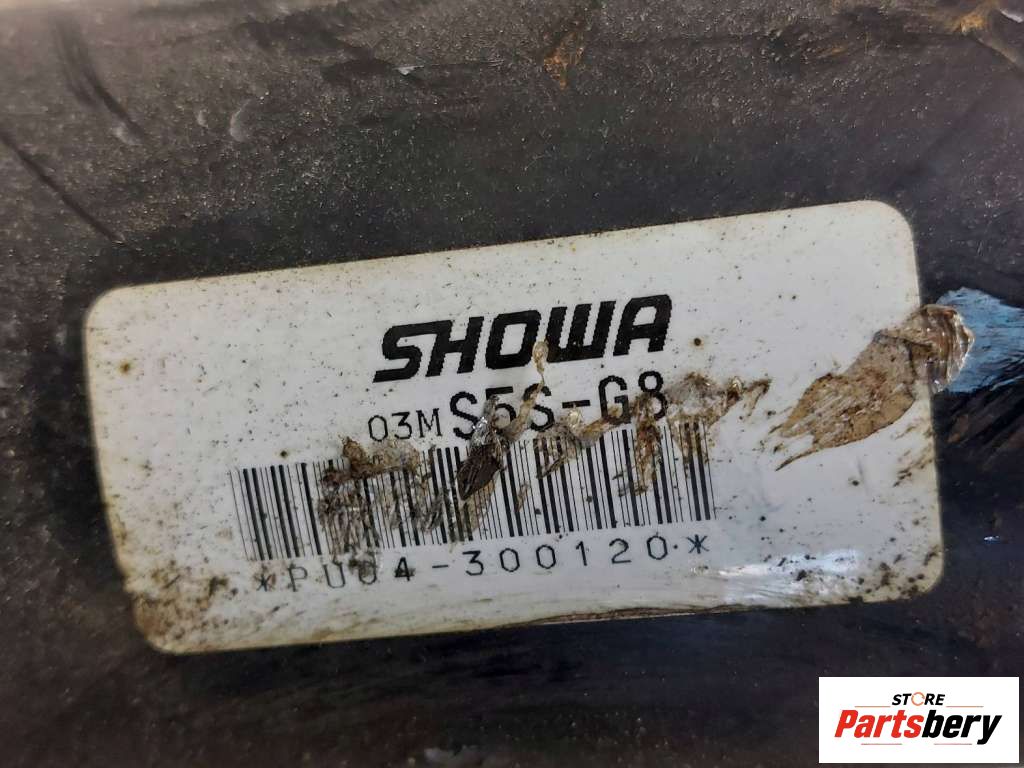 SHOWA
03M S5S-G8
*PU04-300120*
STORE
Partsbery